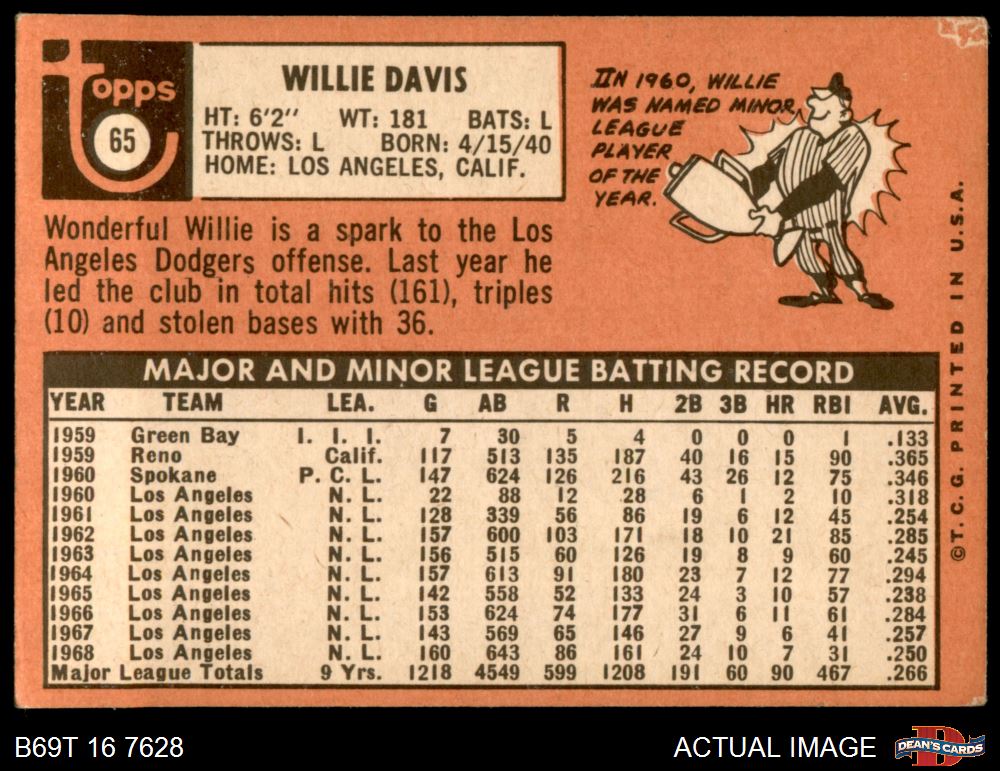 Topps
65
WILLIE DAVIS
HT: 6'2" WT: 181 BATS: L
THROWS: L BORN: 4/15/40
HOME: LOS ANGELES, CALIF.
IN 1960, WILLIE
WAS NAMED MINOR
LEAGUE
PLAYER
OF THE
YEAR.
Wonderful Willie is a spark to the Los
Angeles Dodgers offense. Last year he
led the club in total hits (161), triples
(10) and stolen bases with 36.
MAJOR AND MINOR LEAGUE BATTING RECORD
YEAR TEAM LEA. G AB R H 2B 3B HR RBI AVG.
1959 Green Bay I. I. I. 7 30 5 4 0 0 0 1 .133
1959 Reno Calif. 117 513 135 187 40 16 15 90 .365
1960 Spokane P. C. L. 147 624 126 216 43 26 12 75 .346
1960 Los Angeles N. L. 22 88 12 28 6 1 2 10 .318
1961 Los Angeles N. L. 128 339 56 86 19 6 12 45 .254
1962 Los Angeles N. L. 157 600 103 171 18 10 21 85 .285
1963 Los Angeles N. L. 156 515 60 126 19 8 9 60 .245
1964 Los Angeles N. L. 157 613 91 180 23 7 12 77 .294
1965 Los Angeles N. L. 142 558 52 133 24 3 10 57 .238
1966 Los Angeles N. L. 153 624 74 177 31 6 11 61 .284
1967 Los Angeles N. L. 143 569 65 146 27 9 6 41 .257
1968 Los Angeles N. L. 160 643 86 161 24 10 7 31 .250
Major League Totals 9 Yrs. 1218 4549 599 1208 191 60 90 467 .266
©T. C. G. PRINTED IN U.S.A.
B69T 16 7628
ACTUAL IMAGE
D
DEAN'S CARDS